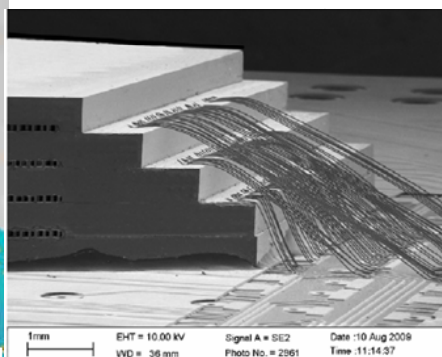 1mm
EHT = 10.00 kV
Signal A = SE2
Date :10 Aug 2009
WD = 36 mm
Photo No. = 2961
Time :11:14:37